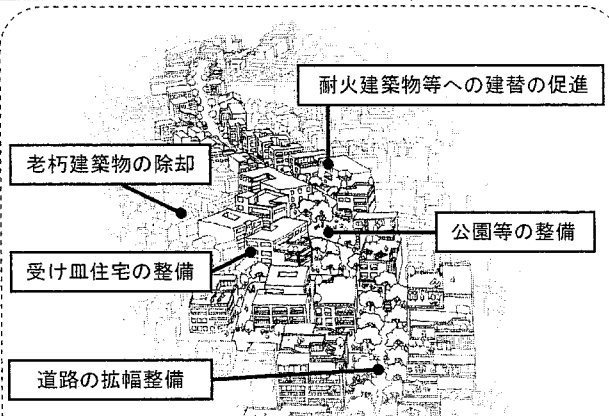 耐火建築物等への建替の促進
老朽建築物の除却
公園等の整備
受け皿住宅の整備
道路の拡幅整備